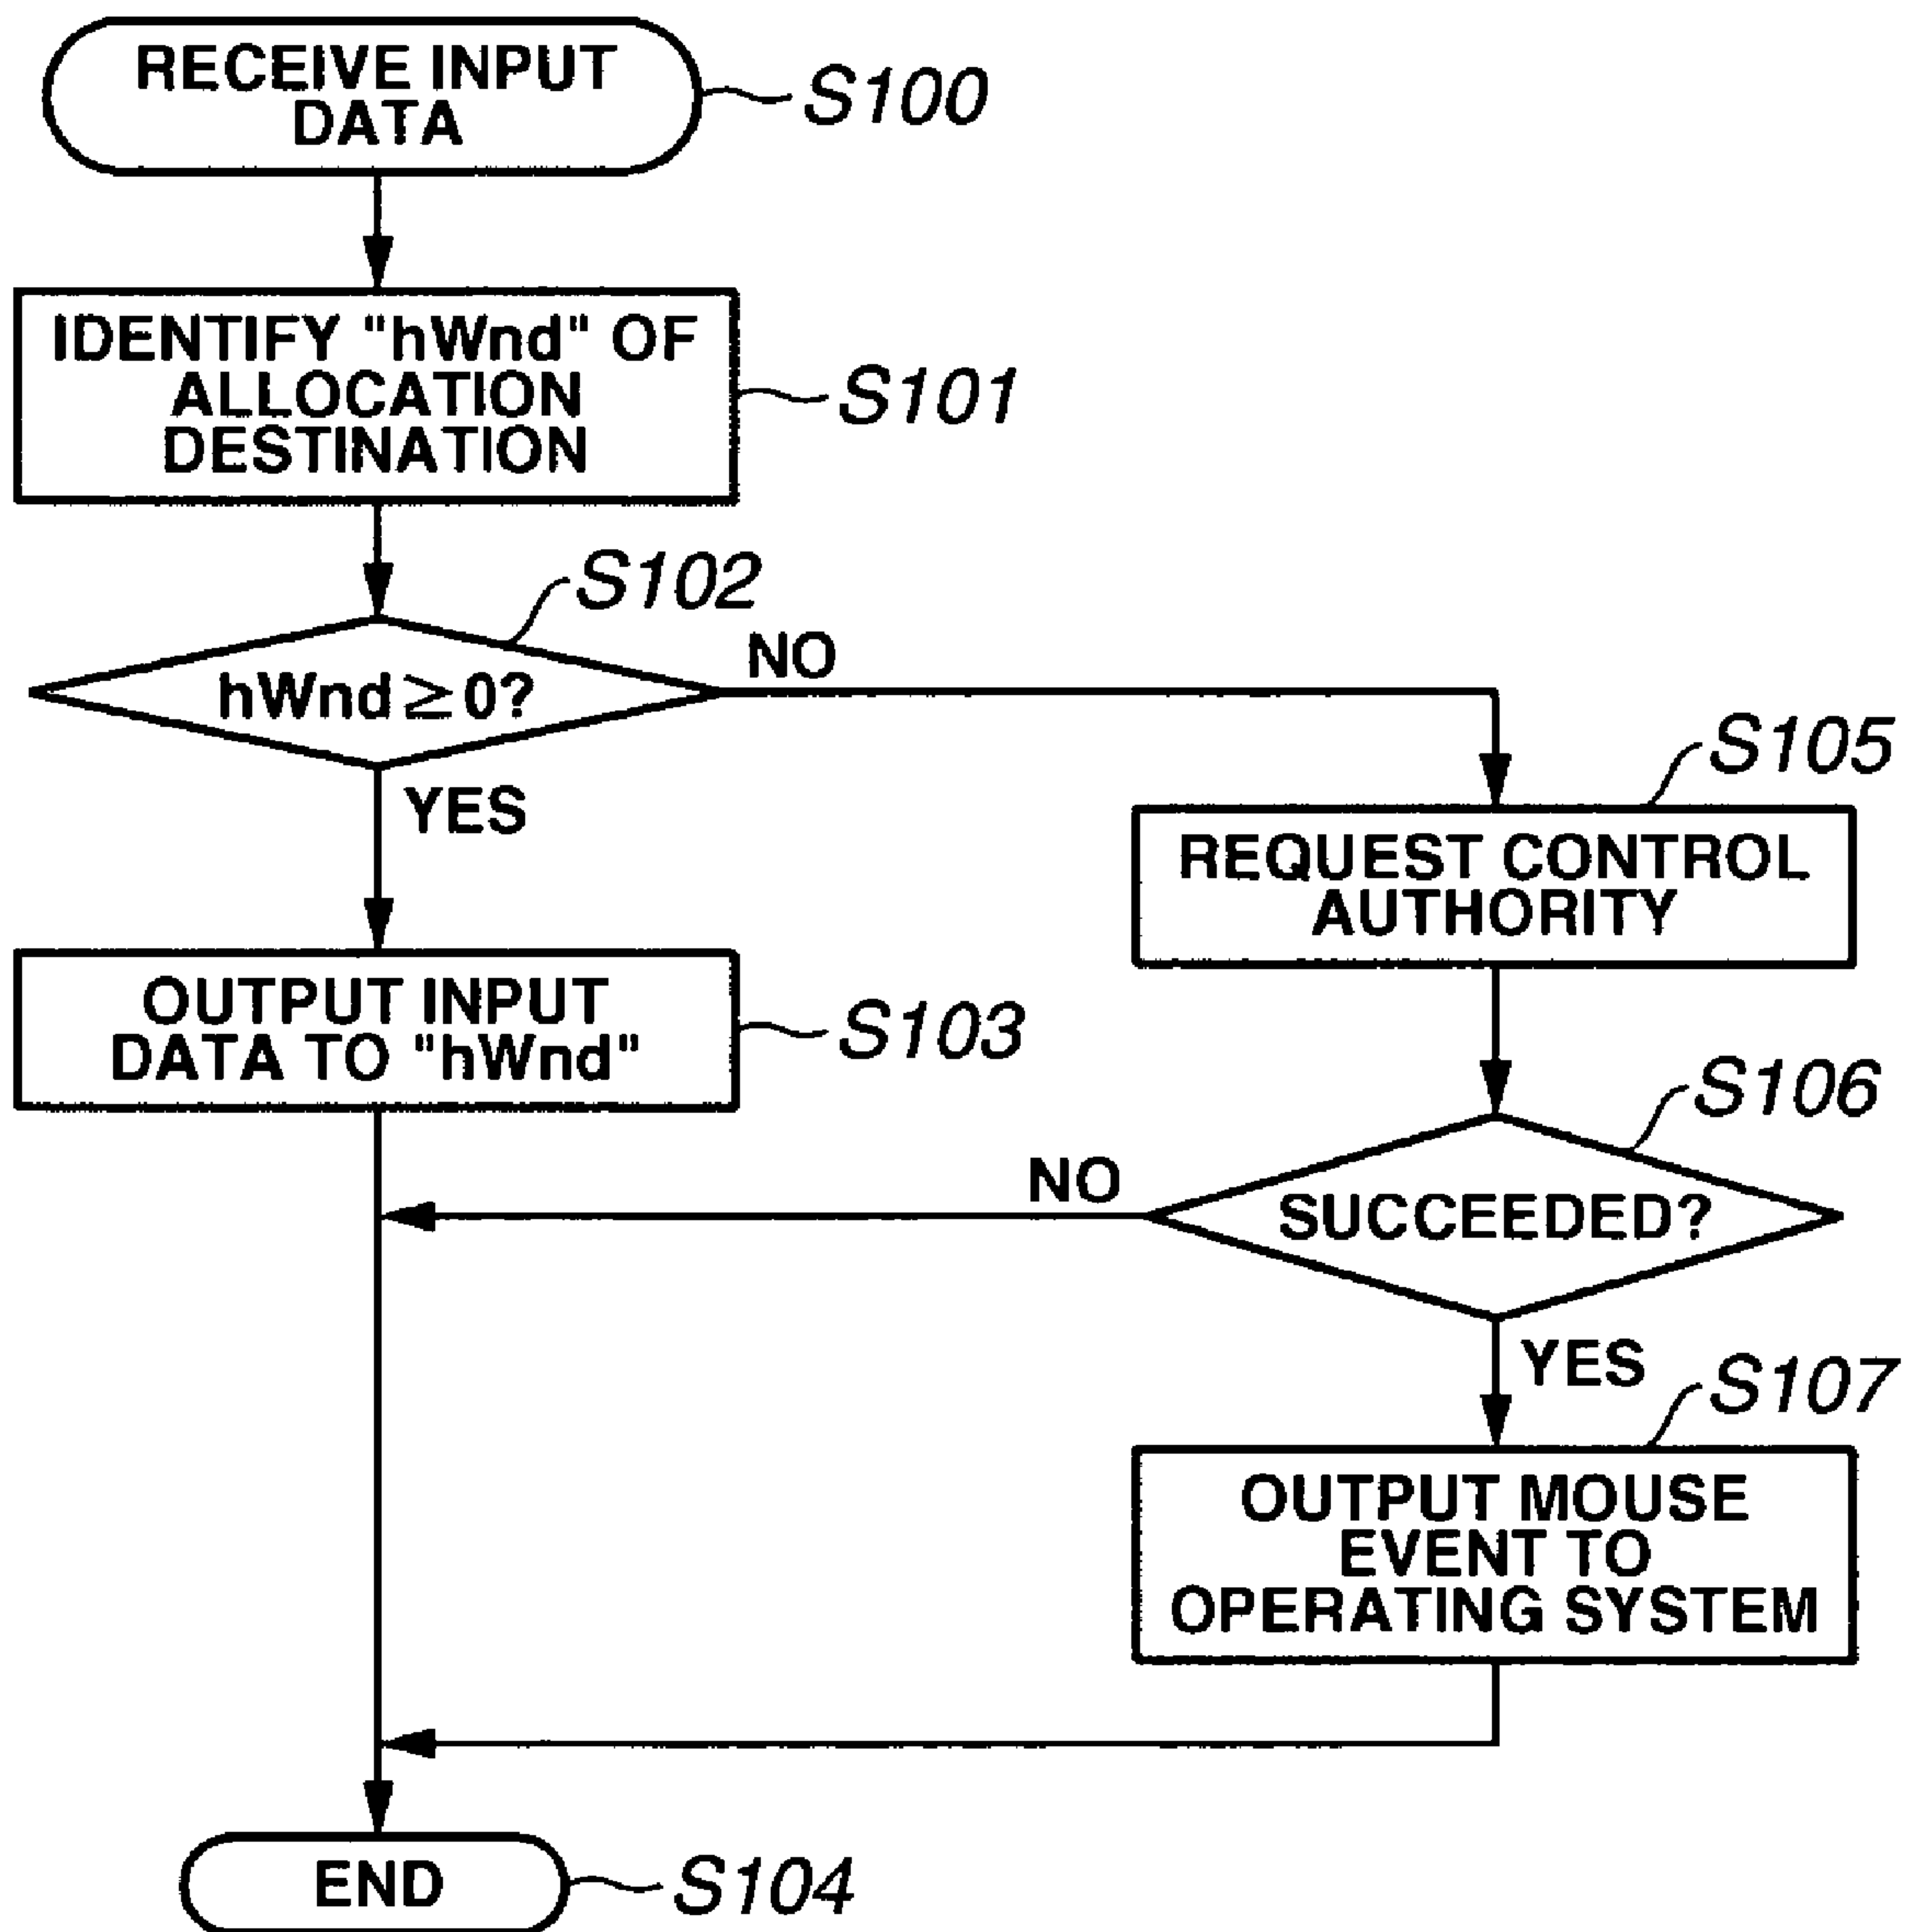 RECEIVE INPUT
DATA
S100
IDENTIFY "hWnd" OF
ALLOCATION
DESTINATION
S101
S102
hWnd ≧ 0?
NO
YES
S105
REQUEST CONTROL
AUTHORITY
OUTPUT INPUT
DATA TO "hWnd"
S103
S106
NO
SUCCEEDED?
YES
S107
OUTPUT MOUSE
EVENT TO
OPERATING SYSTEM
END
S104